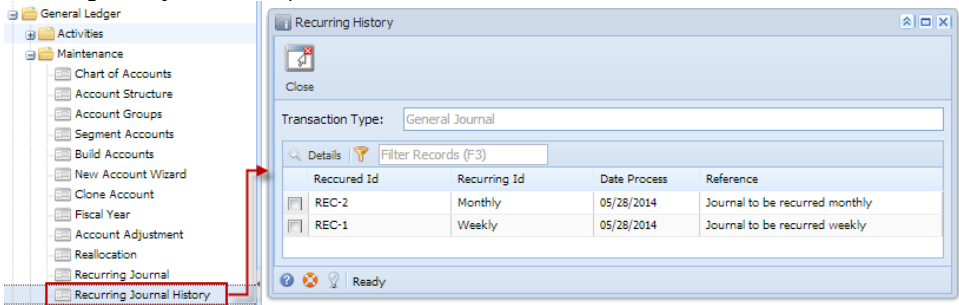 General Ledger
Activities
Maintenance
Chart of Accounts
Account Structure
Account Groups
Segment Accounts
Build Accounts
New Account Wizard
Clone Account
Fiscal Year
Account Adjustment
Reallocation
Recurring Journal
Recurring Journal History
Recurring History
Close
Transaction Type: General Journal
Details Filter Records (F3)
Reccured Id Recurring Id Date Process Reference
REC-2 Monthly 05/28/2014 Journal to be recurred monthly
REC-1 Weekly 05/28/2014 Journal to be recurred weekly
Ready